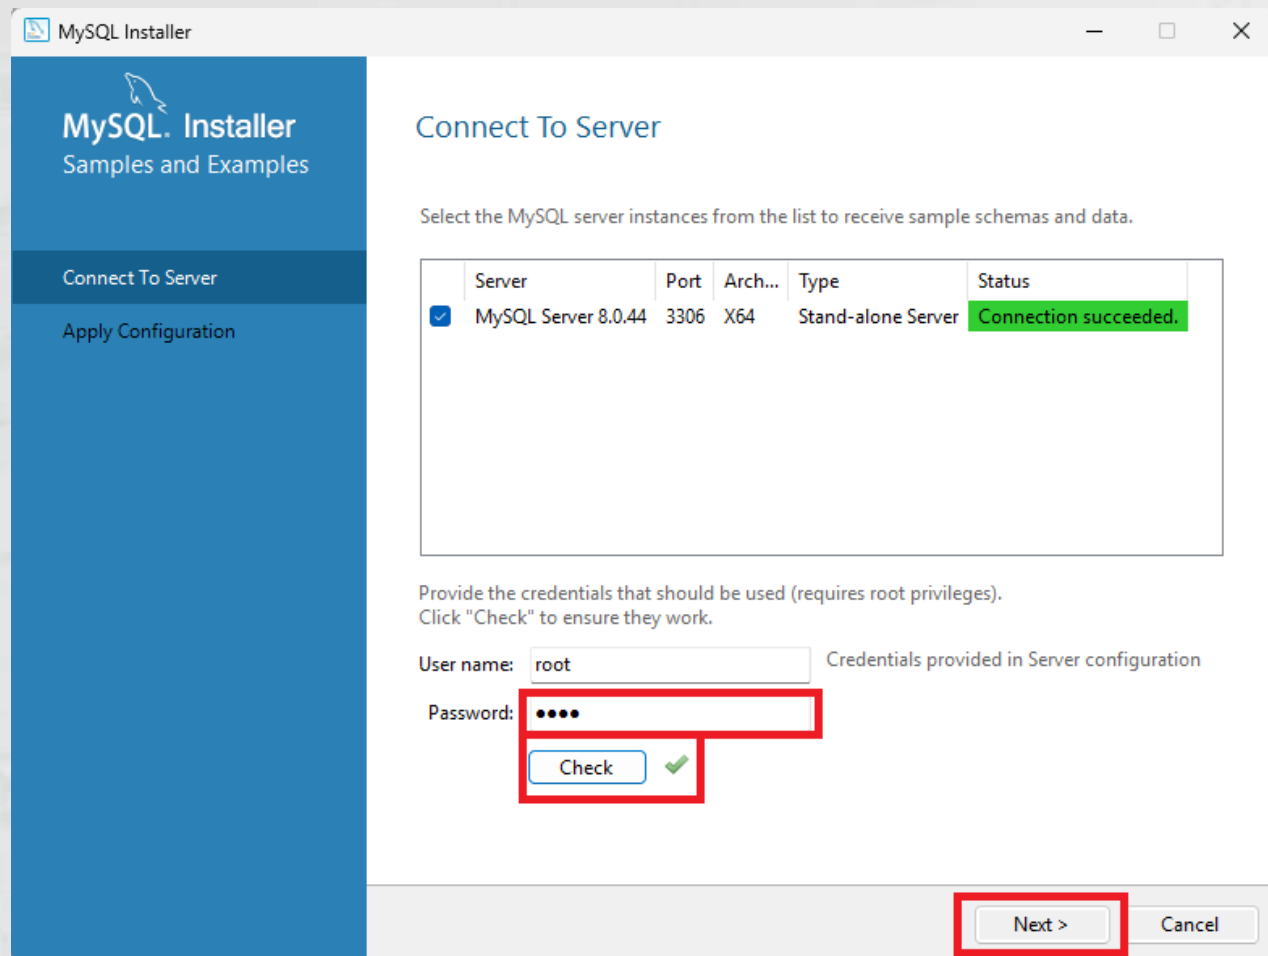 MySQL Installer
MySQL. Installer
Samples and Examples
Connect To Server
Apply Configuration
Connect To Server
Select the MySQL server instances from the list to receive sample schemas and data.
Server Port Arch... Type Status
MySQL Server 8.0.44 3306 X64 Stand-alone Server Connection succeeded.
Provide the credentials that should be used (requires root privileges).
Click "Check" to ensure they work.
User name: root Credentials provided in Server configuration
Password: ●●●●
Check
Next > Cancel